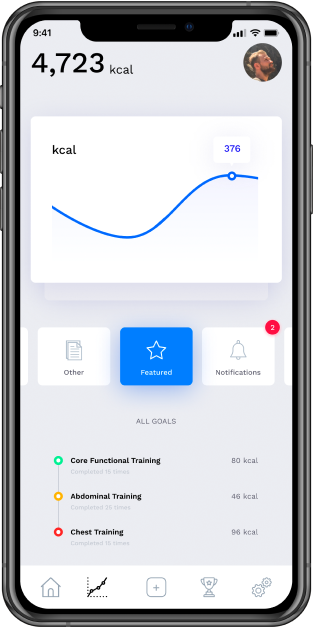 9:41
4,723 kcal
kcal
376
2
Other
Featured
Notifications
ALL GOALS
Core Functional Training
80 kcal
Completed 15 times
Abdominal Training
46 kcal
Completed 25 times
Chest Training
96 kcal
Completed 16 times